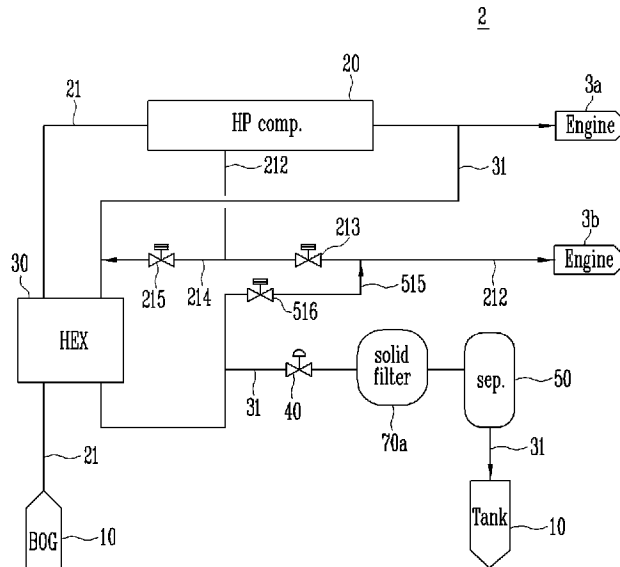 2
20
21
HP comp.
3a
Engine
212
31
213
3b
Engine
30
215
214
516
515
212
HEX
solid
filter
sep.
50
31
40
70a
31
21
BOG
10
Tank
10